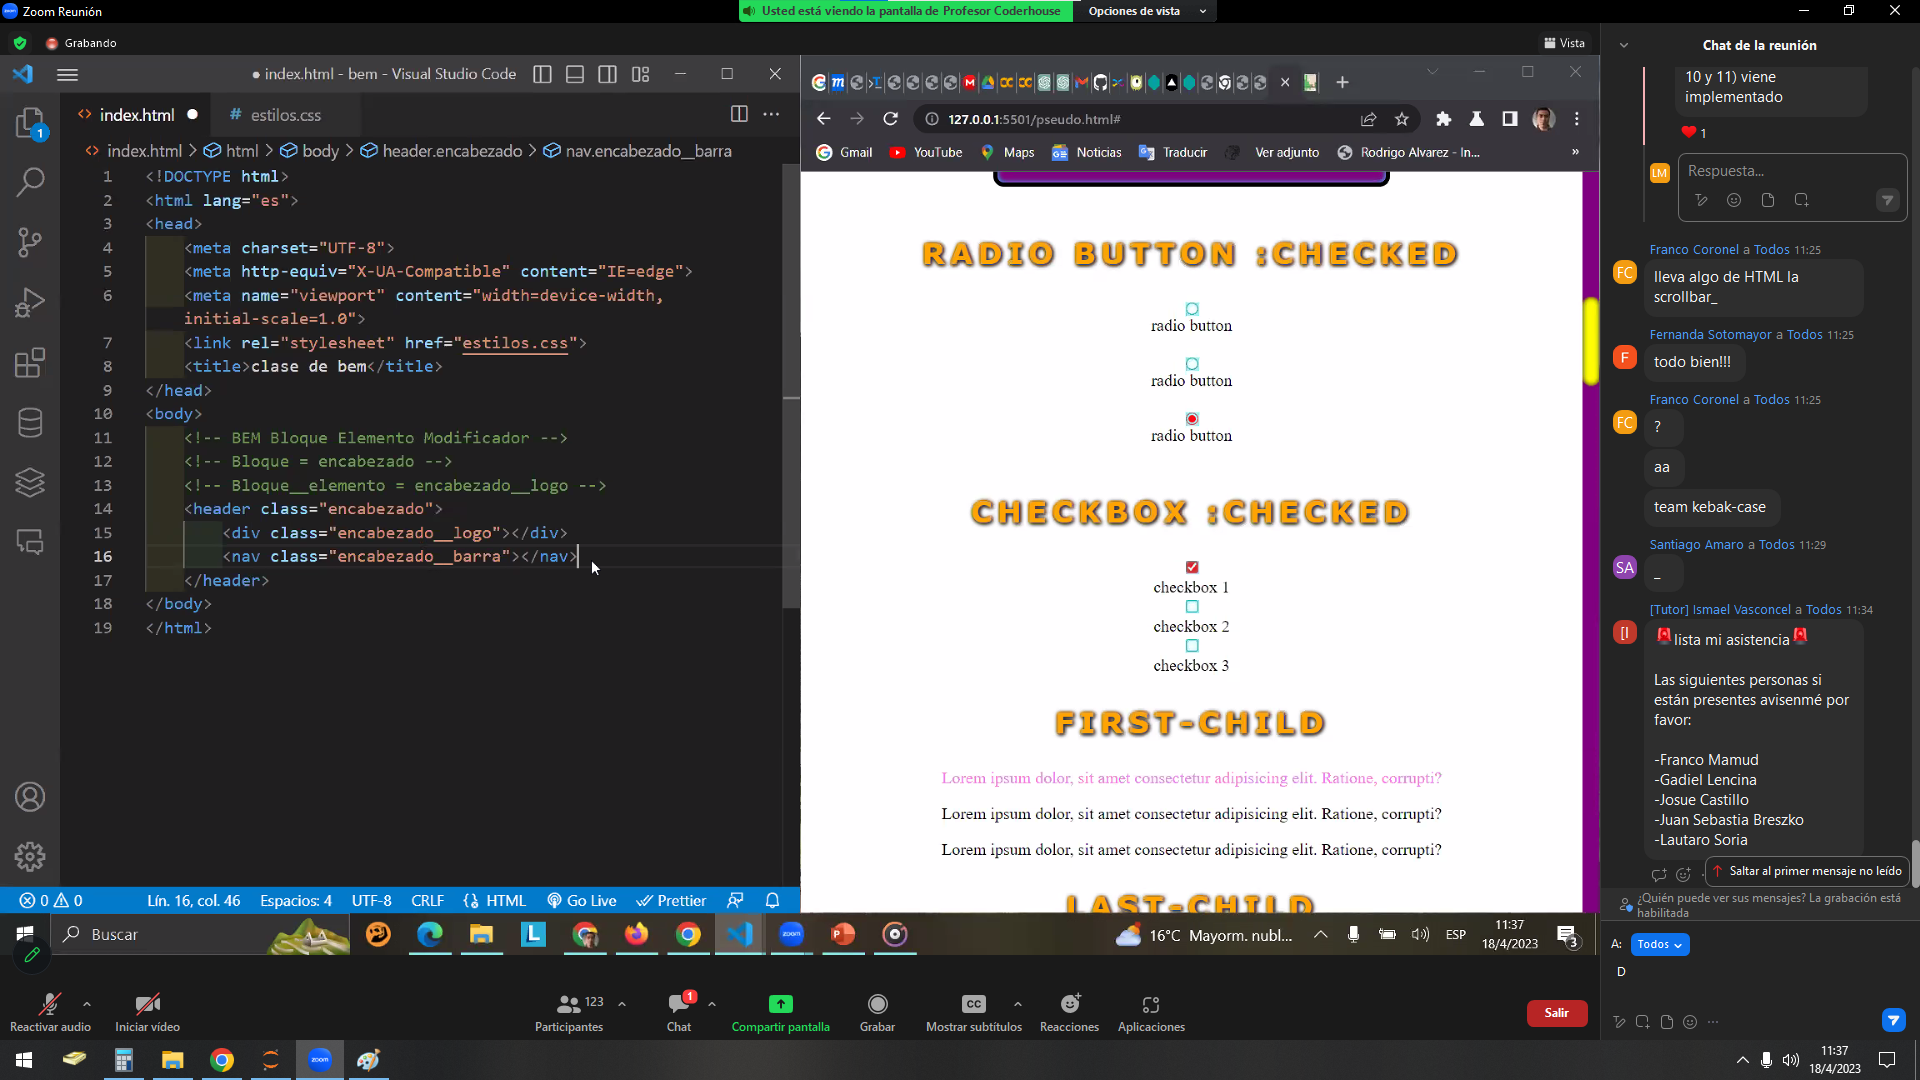 Zoom Reunión
Usted está viendo la pantalla de Profesor Coderhouse
Opciones de vista
Grabando
Vista
● index.html - bem - Visual Studio Code
index.html ●
# estilos.css
index.html > html > body > header.encabezado > nav.encabezado__barra
1 <!DOCTYPE html>
2 <html lang="es">
3 <head>
4 <meta charset="UTF-8">
5 <meta http-equiv="X-UA-Compatible" content="IE=edge">
6 <meta name="viewport" content="width=device-width,
initial-scale=1.0">
7 <link rel="stylesheet" href="estilos.css">
8 <title>clase de bem</title>
9 </head>
10 <body>
11 <!-- BEM Bloque Elemento Modificador -->
12 <!-- Bloque = encabezado -->
13 <!-- Bloque__elemento = encabezado__logo -->
14 <header class="encabezado">
15 <div class="encabezado__logo"></div>
16 <nav class="encabezado__barra"></nav>
17 </header>
18 </body>
19 </html>
1
0 0
Lín. 16, col. 46
Espacios: 4
UTF-8
CRLF
HTML
Go Live
Prettier
127.0.0.1:5501/pseudo.html#
Gmail
YouTube
Maps
Noticias
Traducir
Ver adjunto
Rodrigo Alvarez - In...
»
RADIO BUTTON :CHECKED
radio button
radio button
radio button
CHECKBOX :CHECKED
checkbox 1
checkbox 2
checkbox 3
FIRST-CHILD
Lorem ipsum dolor, sit amet consectetur adipisicing elit. Ratione, corrupti?
Lorem ipsum dolor, sit amet consectetur adipisicing elit. Ratione, corrupti?
Lorem ipsum dolor, sit amet consectetur adipisicing elit. Ratione, corrupti?
LAST-CHILD
Buscar
L
zoom
16°C Mayorm. nubl...
ESP
11:37
18/4/2023
3
Chat de la reunión
10 y 11) viene
implementado
1
LM
Respuesta...
Franco Coronel a Todos 11:25
FC
lleva algo de HTML la
scrollbar_
Fernanda Sotomayor a Todos 11:25
F
todo bien!!!
Franco Coronel a Todos 11:25
FC
?
aa
team kebak-case
Santiago Amaro a Todos 11:29
SA
_
[Tutor] Ismael Vasconcel a Todos 11:34
[I
lista mi asistencia
Las siguientes personas si
están presentes avisenmé por
favor:
-Franco Mamud
-Gadiel Lencina
-Josue Castillo
-Juan Sebastia Breszko
-Lautaro Soria
Saltar al primer mensaje no leído
¿Quién puede ver sus mensajes? La grabación está
habilitada
A: Todos
D
Reactivar audio
Iniciar vídeo
123
Participantes
1
Chat
Compartir pantalla
Grabar
CC
Mostrar subtítulos
Reacciones
Aplicaciones
Salir
zoom
11:37
18/4/2023